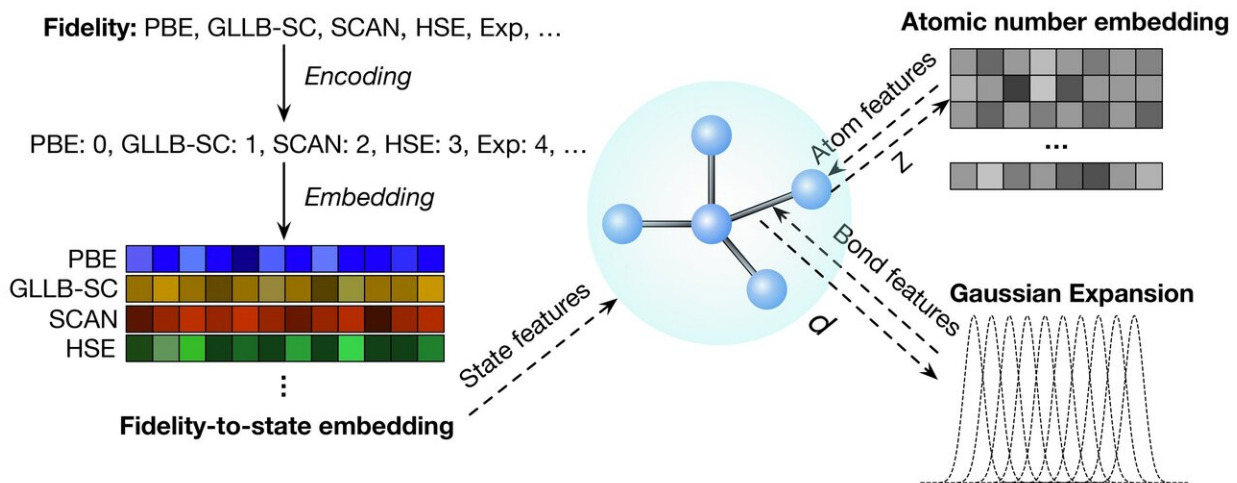 Fidelity: PBE, GLLB-SC, SCAN, HSE, Exp, ...
Encoding
PBE: 0, GLLB-SC: 1, SCAN: 2, HSE: 3, Exp: 4, ...
Embedding
PBE
GLLB-SC
SCAN
HSE
...
Fidelity-to-state embedding
State features
Atom features
Z
Bond features
d
Atomic number embedding
...
Gaussian Expansion